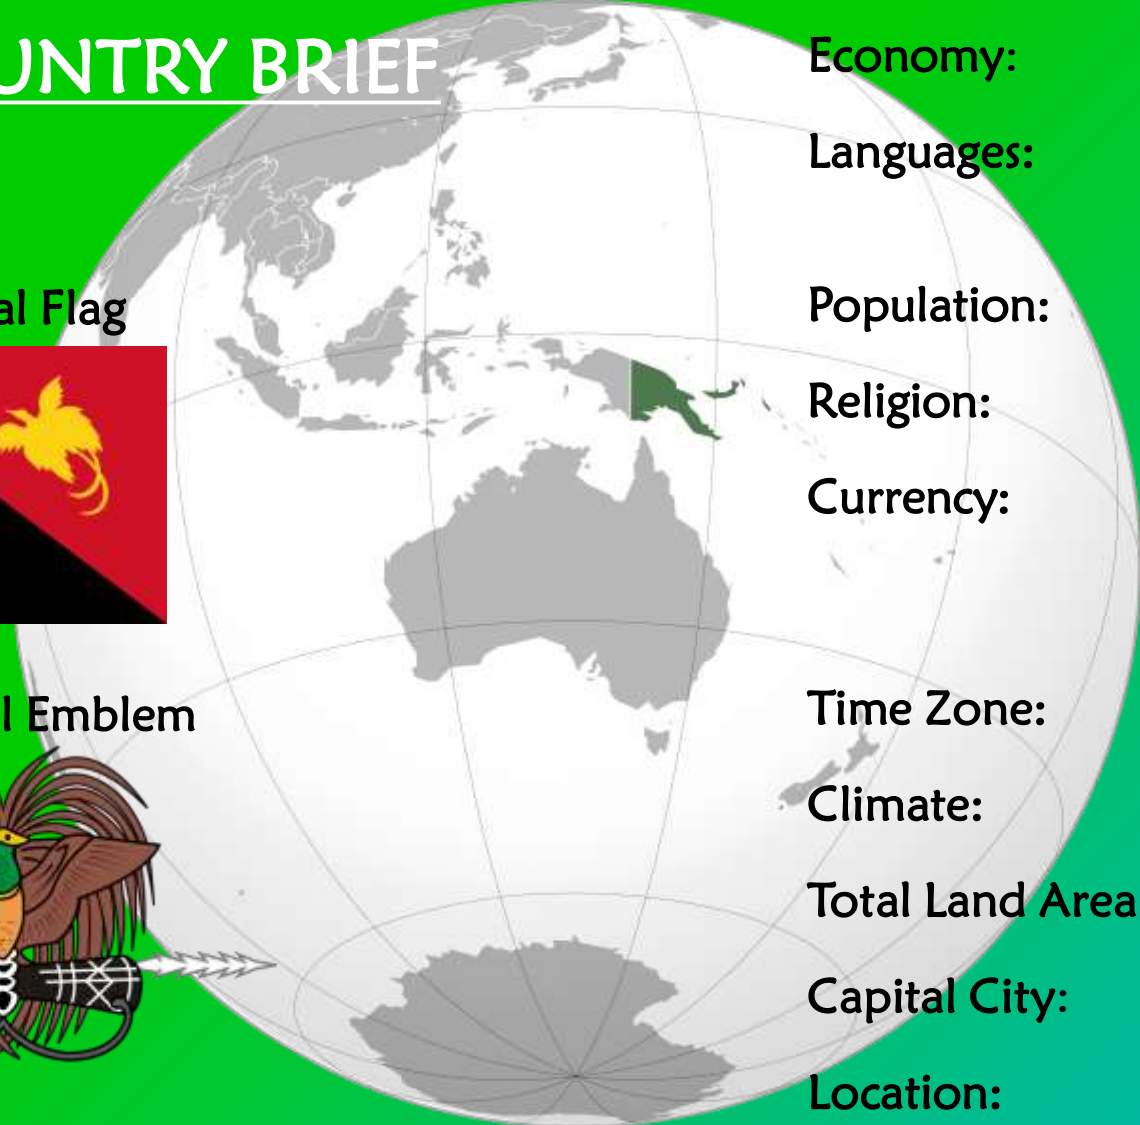 UNTRY BRIEF
al Flag
l Emblem
Economy:
Languages:
Population:
Religion:
Currency:
Time Zone:
Climate:
Total Land Area
Capital City:
Location: